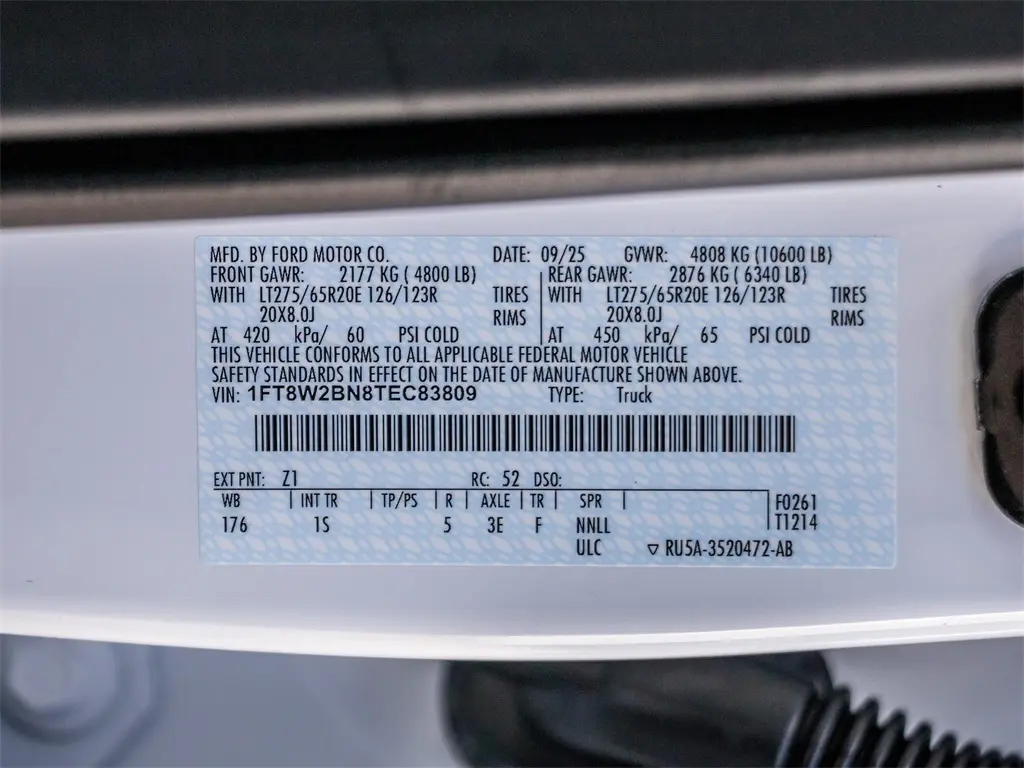 MFD. BY FORD MOTOR CO. DATE: 09/25 GVWR: 4808 KG (10600 LB)
FRONT GAWR: 2177 KG ( 4800 LB) REAR GAWR: 2876 KG ( 6340 LB)
WITH LT275/65R20E 126/123R TIRES WITH LT275/65R20E 126/123R TIRES
20X8.0J RIMS 20X8.0J RIMS
AT 420 kPa/ 60 PSI COLD AT 450 kPa/ 65 PSI COLD
THIS VEHICLE CONFORMS TO ALL APPLICABLE FEDERAL MOTOR VEHICLE
SAFETY STANDARDS IN EFFECT ON THE DATE OF MANUFACTURE SHOWN ABOVE.
VIN: 1FT8W2BN8TEC83809 TYPE: Truck
EXT PNT: Z1 RC: 52 DSO:
WB INT TR TP/PS R AXLE TR SPR F0261
176 1S 5 3E F NNLL T1214
ULC RU5A-3520472-AB